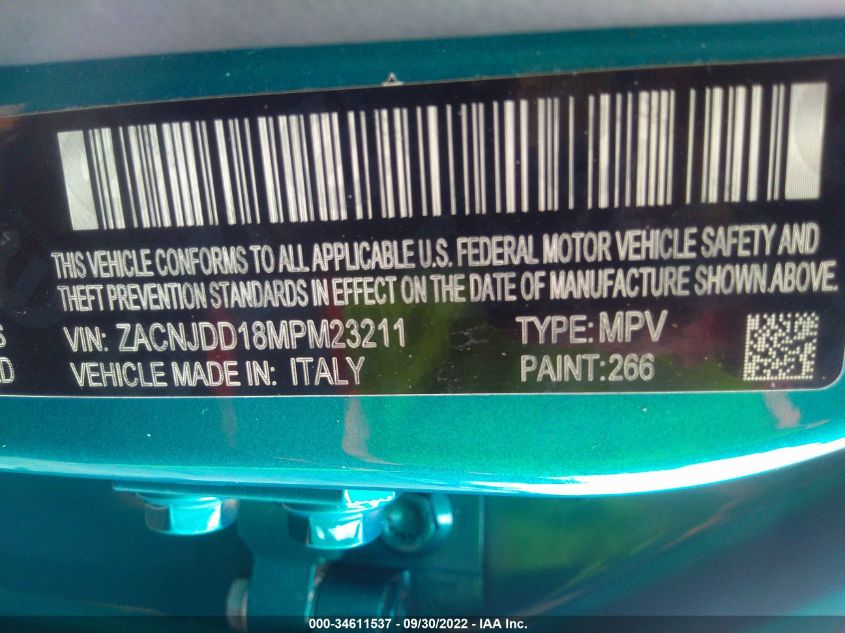 THIS VEHICLE CONFORMS TO ALL APPLICABLE U.S. FEDERAL MOTOR VEHICLE SAFETY AND
THEFT PREVENTION STANDARDS IN EFFECT ON THE DATE OF MANUFACTURE SHOWN ABOVE.
S VIN: ZACNJDD18MPM23211 TYPE: MPV
D VEHICLE MADE IN: ITALY PAINT: 266
000-34611537 - 09/30/2022 - IAA Inc.